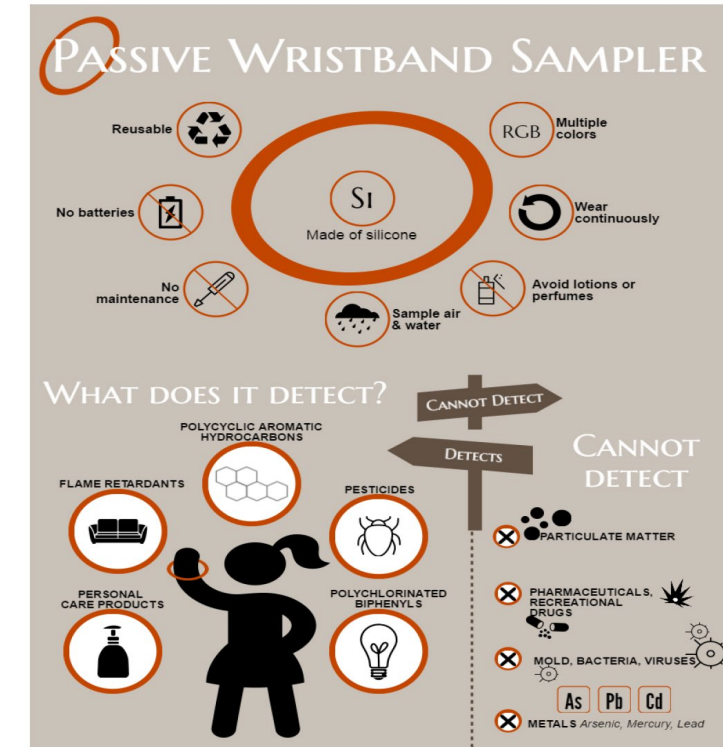 PASSIVE WRISTBAND SAMPLER
Reusable
RGB
Multiple
colors
No batteries
SI
Made of silicone
Wear
continuously
No
maintenance
Sample air
& water
Avoid lotions or
perfumes
WHAT DOES IT DETECT?
POLYCYCLIC AROMATIC
HYDROCARBONS
FLAME RETARDANTS
PESTICIDES
PERSONAL
CARE PRODUCTS
POLYCHLORINATED
BIPHENYLS
CANNOT DETECT
DETECTS
CANNOT
DETECT
PARTICULATE MATTER
PHARMACEUTICALS,
RECREATIONAL
DRUGS
MOLD, BACTERIA, VIRUSES
As Pb Cd
METALS Arsenic, Mercury, Lead